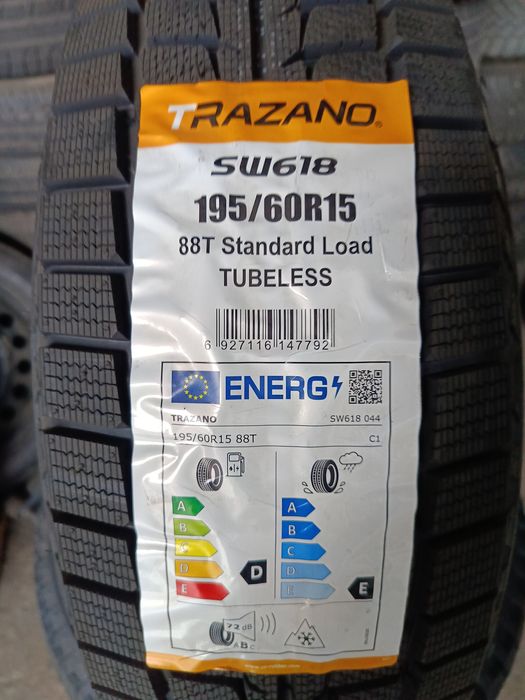 TRAZANO®
SW618
195/60R15
88T Standard Load
TUBELESS
6 927116 147792
ENERG
TRAZANO SW618 044
195/60R15 88T C1
A A
B B
C C
D D D
E E E
72 dB
ABC